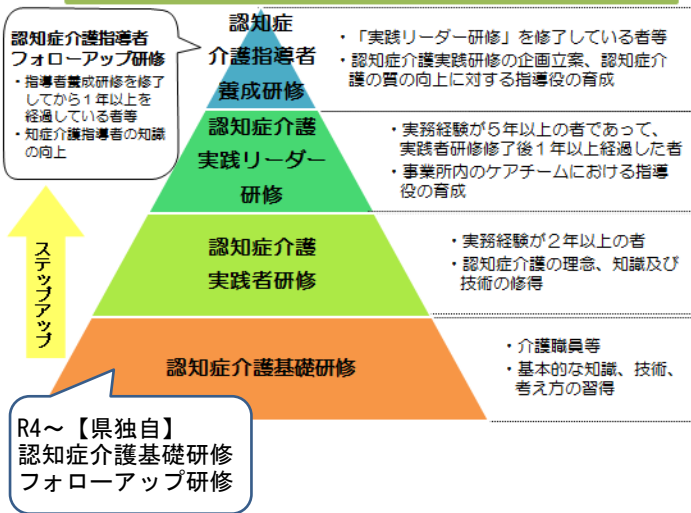 認知症介護指導者
フォローアップ研修
・指導者養成研修を修了
してから1年以上を
経過している者等
・知症介護指導者の知識
の向上
認知症
介護指導者
養成研修
・「実践リーダー研修」を修了している者等
・認知症介護実践研修の企画立案、認知症介
護の質の向上に対する指導役の育成
認知症介護
実践リーダー
研修
・実務経験が5年以上の者であって、
実践者研修修了後1年以上経過した者
・事業所内のケアチームにおける指導
役の育成
ステップアップ
認知症介護
実践者研修
・実務経験が2年以上の者
・認知症介護の理念、知識及び
技術の修得
認知症介護基礎研修
・介護職員等
・基本的な知識、技術、
考え方の習得
R4～【県独自】
認知症介護基礎研修
フォローアップ研修